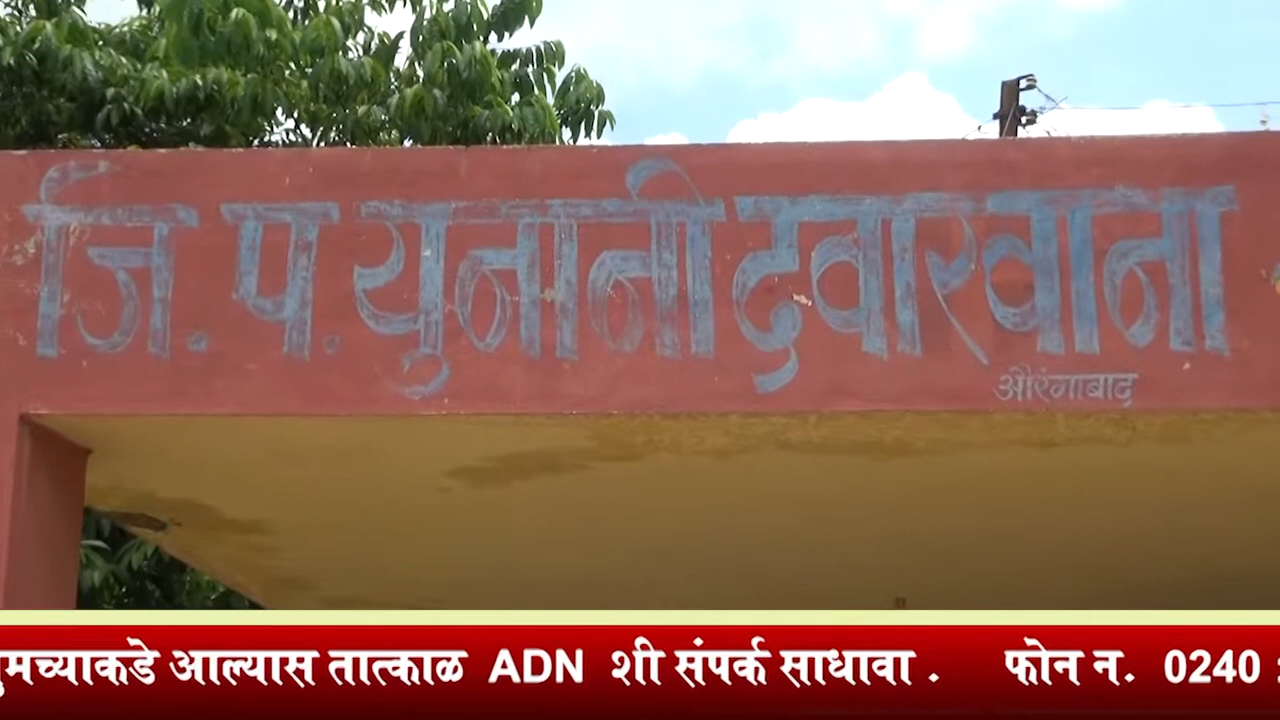 जि. प. युनानी दवाखाना
औरंगाबाद
तुमच्याकडे आल्यास तात्काळ ADN शी संपर्क साधावा . फोन न. 0240